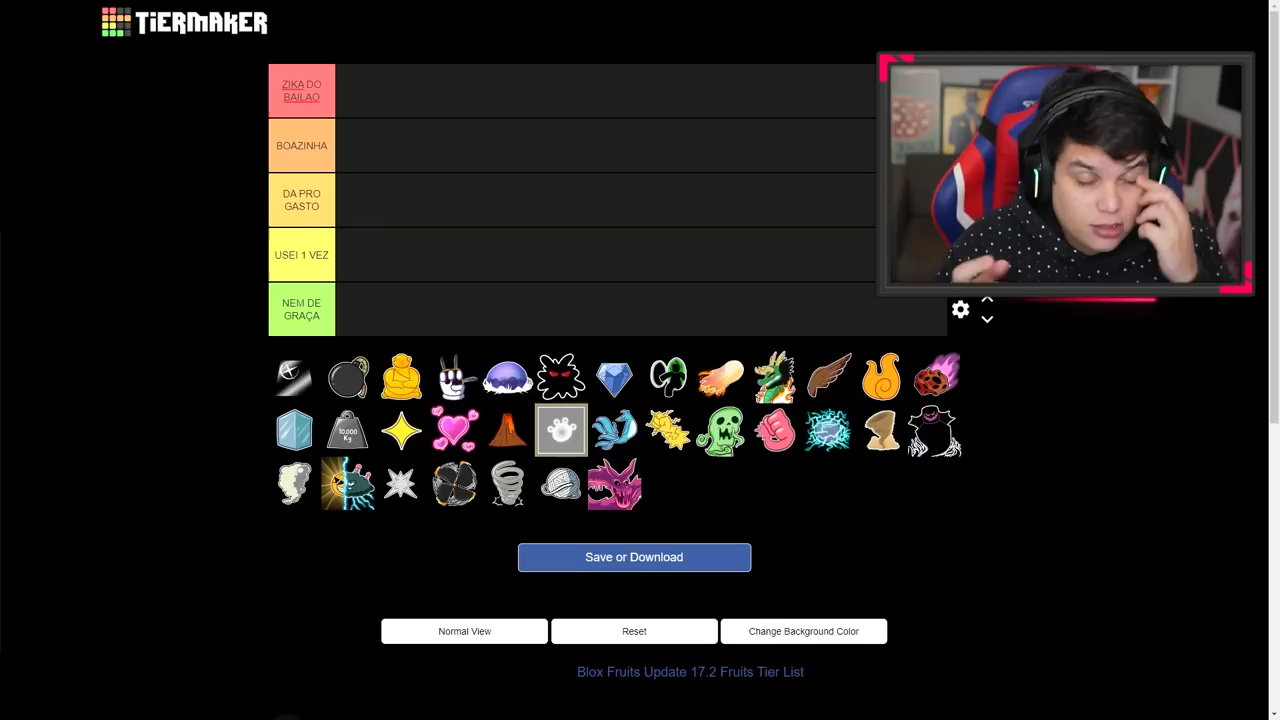 TiERMAKER
ZIKA DO
BAILAO
BOAZINHA
DA PRO
GASTO
USEI 1 VEZ
NEM DE
GRAÇA
10.000
Kg
Save or Download
Normal View
Reset
Change Background Color
Blox Fruits Update 17.2 Fruits Tier List